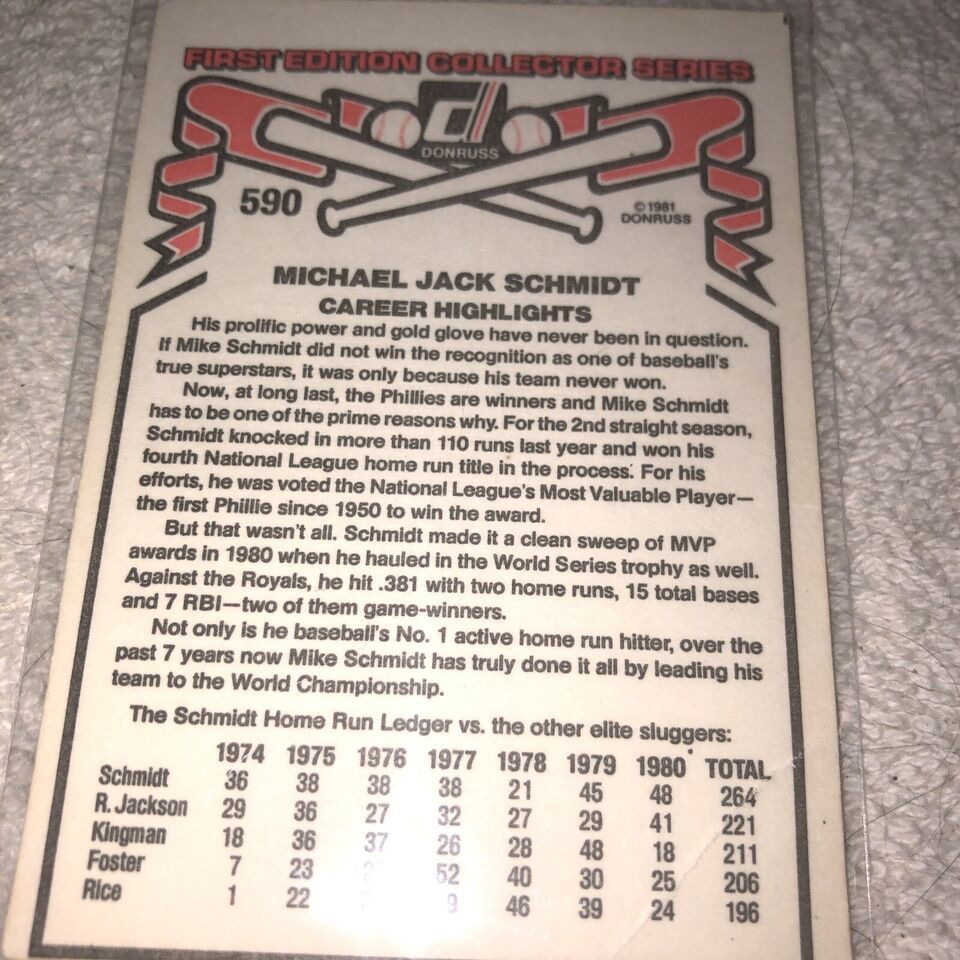 FIRST EDITION COLLECTOR SERIES
d
DONRUSS
590
©1981
DONRUSS
MICHAEL JACK SCHMIDT
CAREER HIGHLIGHTS
His prolific power and gold glove have never been in question.
If Mike Schmidt did not win the recognition as one of baseball's
true superstars, it was only because his team never won.
Now, at long last, the Phillies are winners and Mike Schmidt
has to be one of the prime reasons why. For the 2nd straight season,
Schmidt knocked in more than 110 runs last year and won his
fourth National League home run title in the process. For his
efforts, he was voted the National League's Most Valuable Player—
the first Phillie since 1950 to win the award.
But that wasn't all. Schmidt made it a clean sweep of MVP
awards in 1980 when he hauled in the World Series trophy as well.
Against the Royals, he hit .381 with two home runs, 15 total bases
and 7 RBI—two of them game-winners.
Not only is he baseball's No. 1 active home run hitter, over the
past 7 years now Mike Schmidt has truly done it all by leading his
team to the World Championship.
The Schmidt Home Run Ledger vs. the other elite sluggers:
1974 1975 1976 1977 1978 1979 1980 TOTAL
Schmidt 36 38 38 38 21 45 48 264
R. Jackson 29 36 27 32 27 29 41 221
Kingman 18 36 37 26 28 48 18 211
Foster 7 23 52 40 30 25 206
Rice 1 22 46 39 24 196